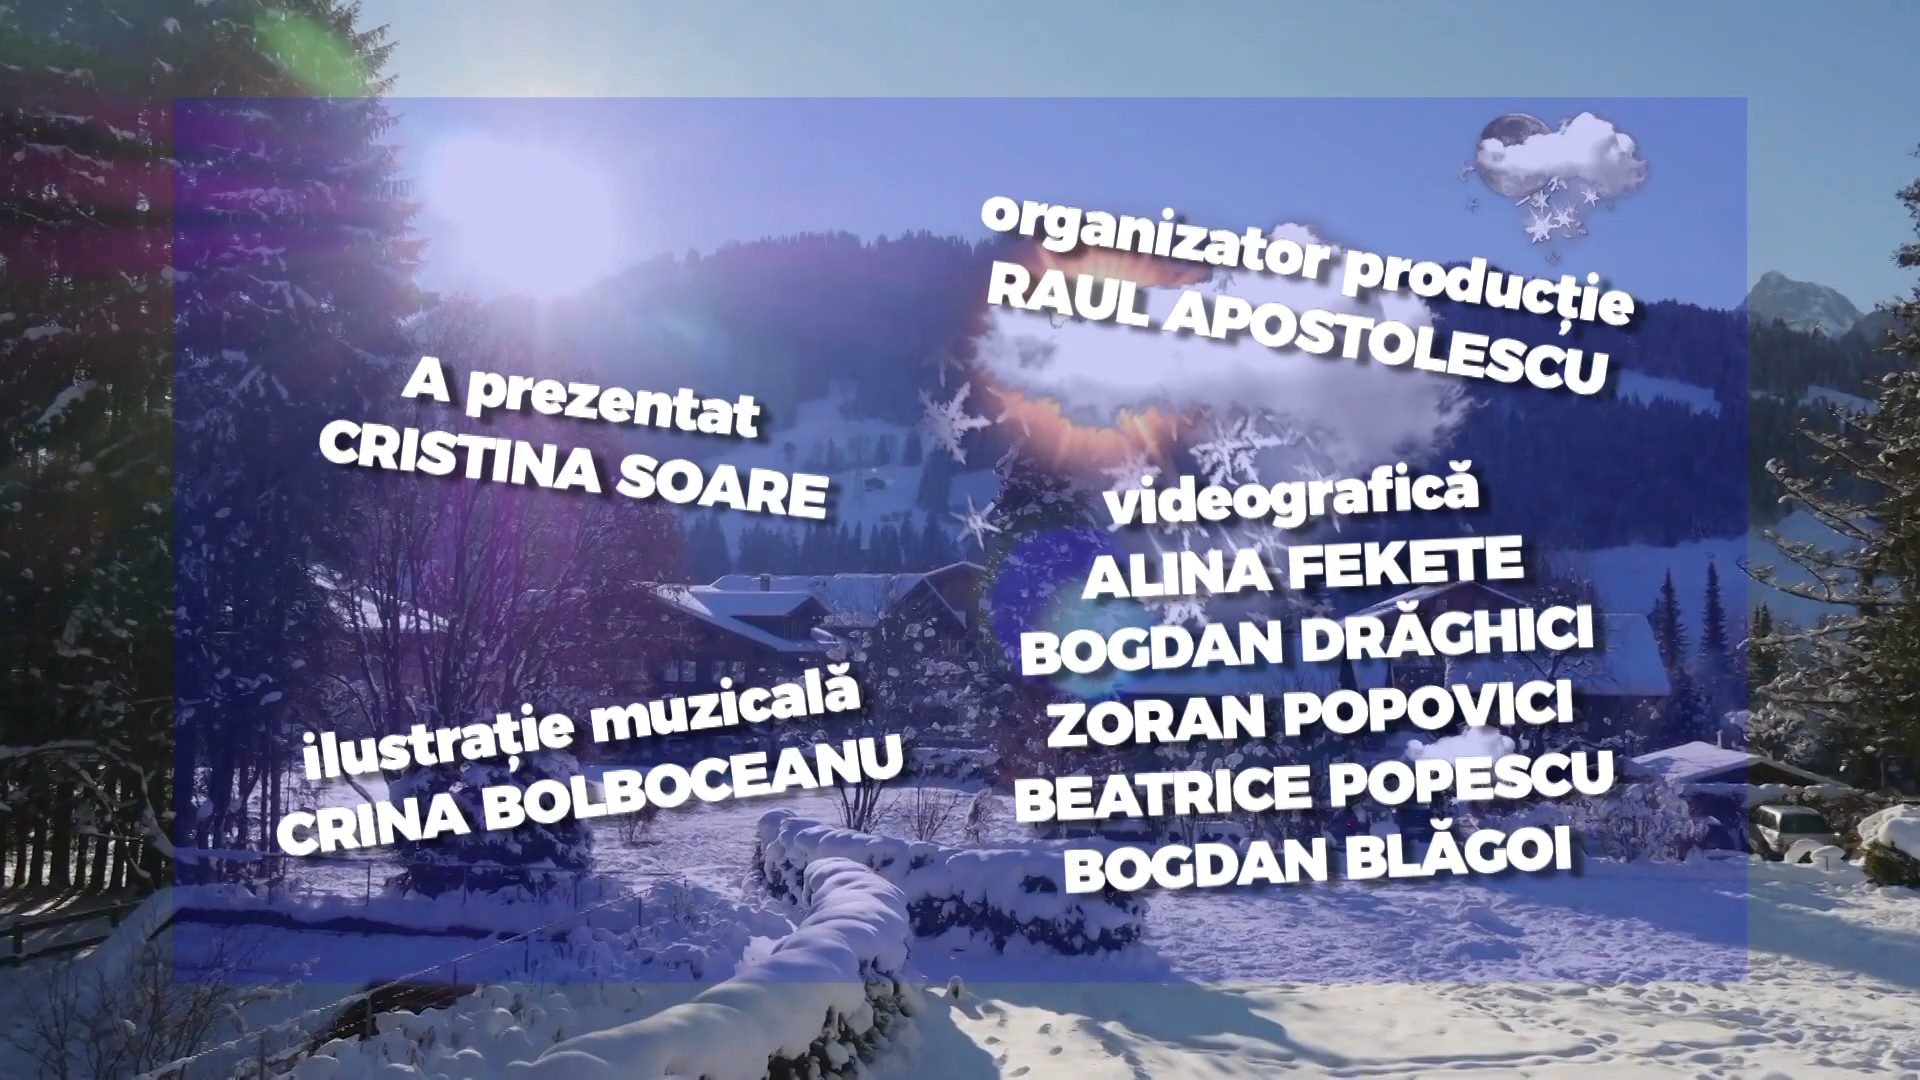 A prezentat
CRISTINA SOARE
ilustrație muzicală
CRINA BOLBOCEANU
organizator producție
RAUL APOSTOLESCU
videografică
ALINA FEKETE
BOGDAN DRĂGHICI
ZORAN POPOVICI
BEATRICE POPESCU
BOGDAN BLĂGOI